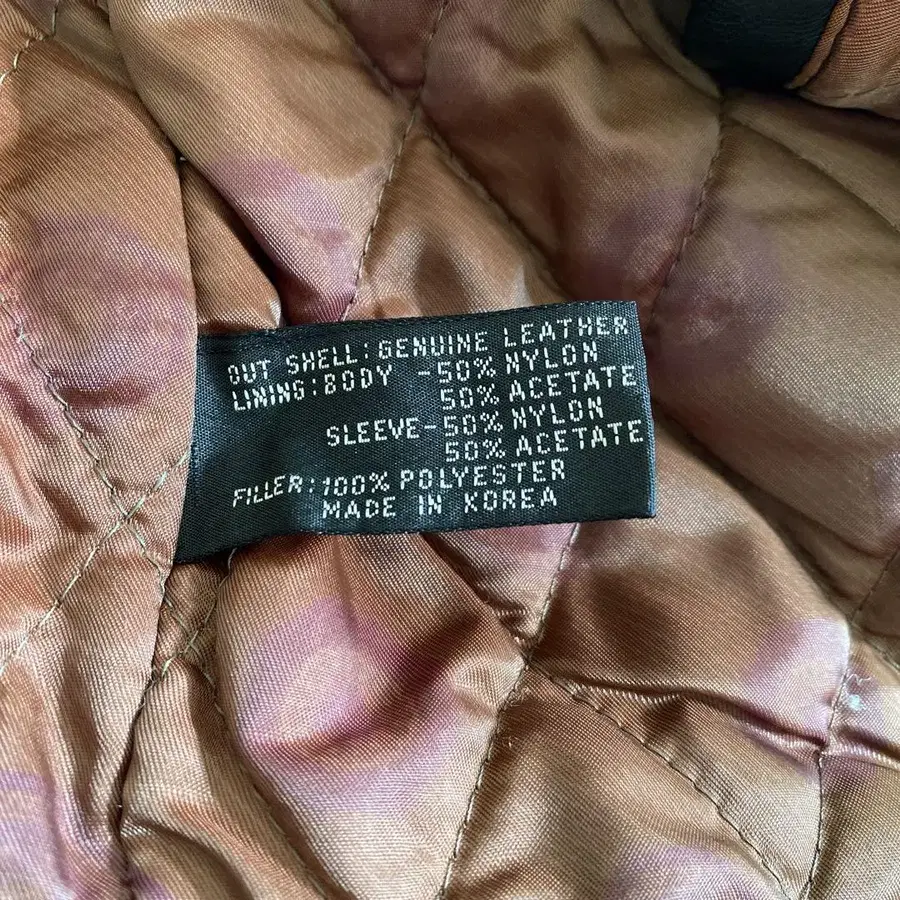 OUT SHELL:GENUINE LEATHER
LINING:BODY -50% NYLON
50% ACETATE
SLEEVE-50% NYLON
50% ACETATE
FILLER:100% POLYESTER
MADE IN KOREA